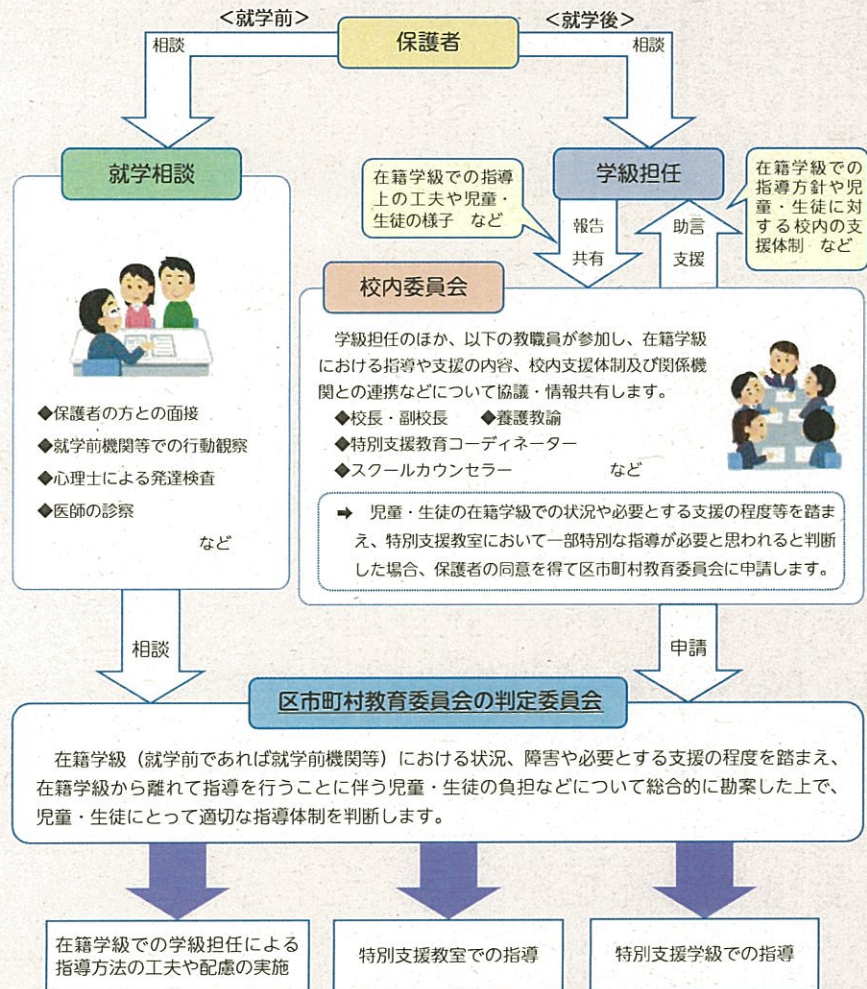 <就学前>
<就学後>
保護者
相談
相談
就学相談
◆保護者の方との面接
◆就学前機関等での行動観察
◆心理士による発達検査
◆医師の診察
など
在籍学級での指導
上の工夫や児童・
生徒の様子 など
学級担任
在籍学級での
指導方針や児
童・生徒に対
する校内の支
援体制 など
報告
共有
助言
支援
校内委員会
学級担任のほか、以下の教職員が参加し、在籍学級
における指導や支援の内容、校内支援体制及び関係機
関との連携などについて協議・情報共有します。
◆校長・副校長 ◆養護教諭
◆特別支援教育コーディネーター
◆スクールカウンセラー など
➡ 児童・生徒の在籍学級での状況や必要とする支援の程度等を踏ま
え、特別支援教室において一部特別な指導が必要と思われると判断
した場合、保護者の同意を得て区市町村教育委員会に申請します。
相談
申請
区市町村教育委員会の判定委員会
在籍学級（就学前であれば就学前機関等）における状況、障害や必要とする支援の程度を踏まえ、
在籍学級から離れて指導を行うことに伴う児童・生徒の負担などについて総合的に勘案した上で、
児童・生徒にとって適切な指導体制を判断します。
在籍学級での学級担任による
指導方法の工夫や配慮の実施
特別支援教室での指導
特別支援学級での指導